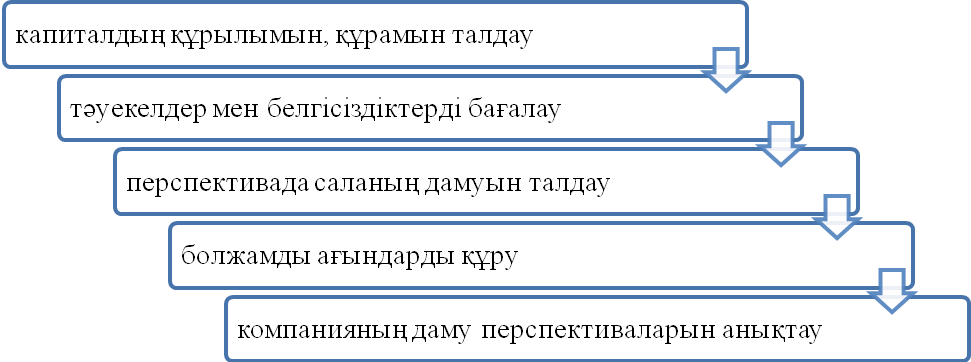 капиталдың құрылымын, құрамын талдау
тәуекелдер мен белгісіздіктерді бағалау
перспективада саланың дамуын талдау
болжамды ағындарды құру
компанияның даму перспективаларын анықтау